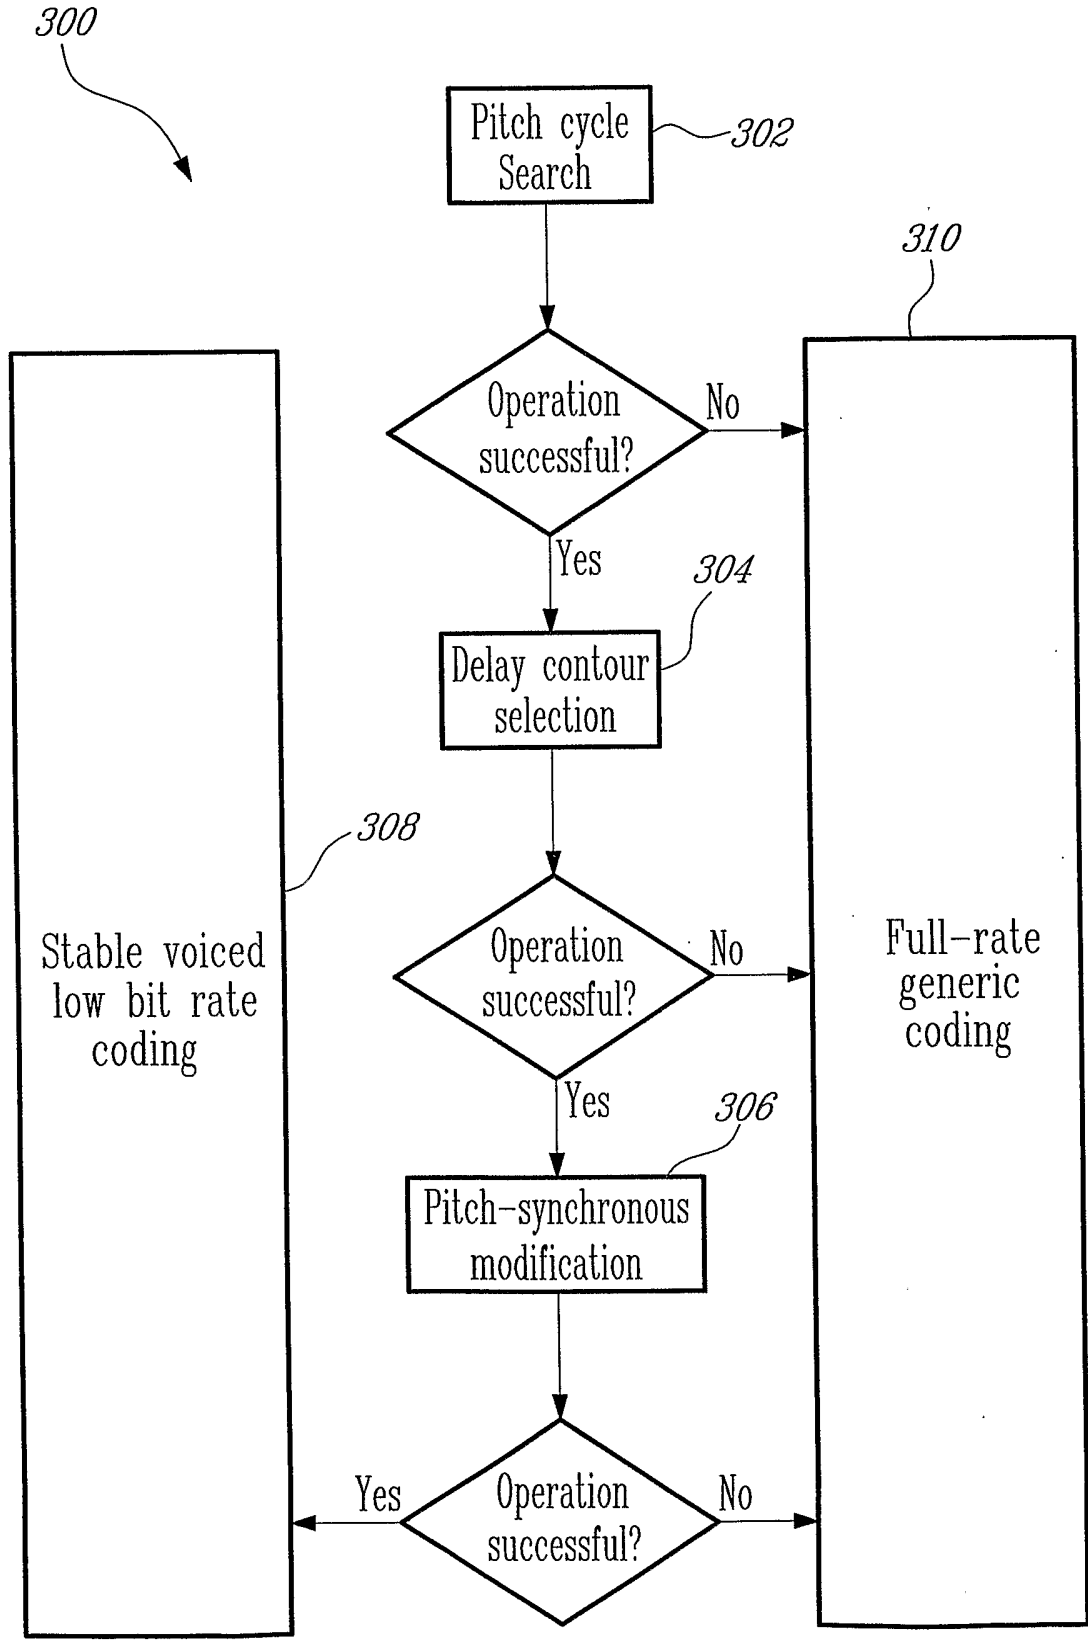 300
Pitch cycle
Search
302
310
Operation
successful?
No
Yes
304
Delay contour
selection
308
Stable voiced
low bit rate
coding
Operation
successful?
No
Full-rate
generic
coding
Yes
306
Pitch-synchronous
modification
Yes
Operation
successful?
No